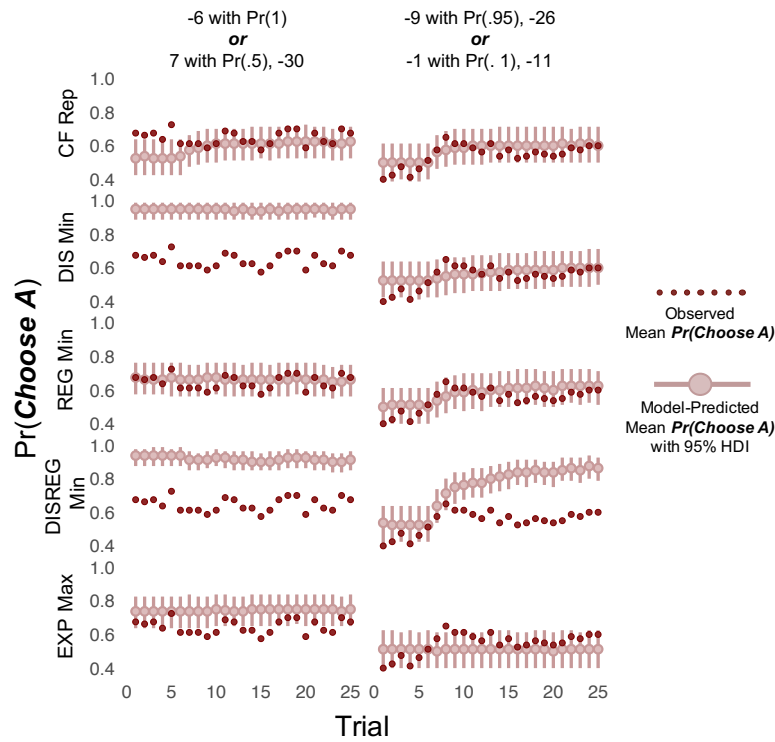 -6 with Pr(1)
or
7 with Pr(.5), -30
-9 with Pr(.95), -26
or
-1 with Pr(. 1), -11
Pr(Choose A)
CF Rep
1.0
0.8
0.6
0.4
DIS Min
1.0
0.8
0.6
0.4
REG Min
1.0
0.8
0.6
0.4
DISREG
Min
1.0
0.8
0.6
0.4
EXP Max
1.0
0.8
0.6
0.4
0 5 10 15 20 25
0 5 10 15 20 25
Trial
Observed
Mean Pr(Choose A)
Model-Predicted
Mean Pr(Choose A)
with 95% HDI